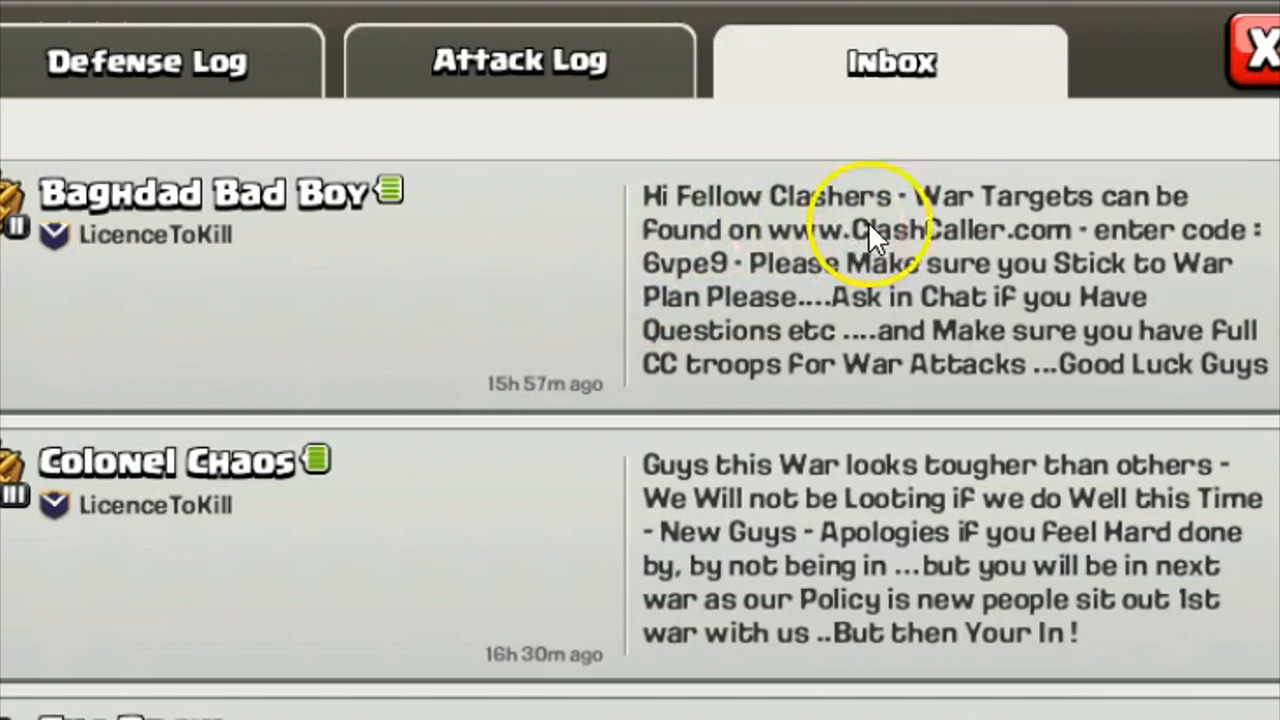 Defense Log
Attack Log
Inbox
X
Baghdad Bad Boy
LicenceToKill
15h 57m ago
Hi Fellow Clashers - War Targets can be
found on www.ClashCaller.com - enter code :
6vpe9 - Please Make sure you Stick to War
Plan Please....Ask in Chat if you Have
Questions etc ....and Make sure you have full
CC troops for War Attacks ...Good Luck Guys
Colonel Chaos
LicenceToKill
16h 30m ago
Guys this War looks tougher than others -
We Will not be Looting if we do Well this Time
- New Guys - Apologies if you feel Hard done
by, by not being in ...but you will be in next
war as our Policy is new people sit out 1st
war with us ..But then Your In !